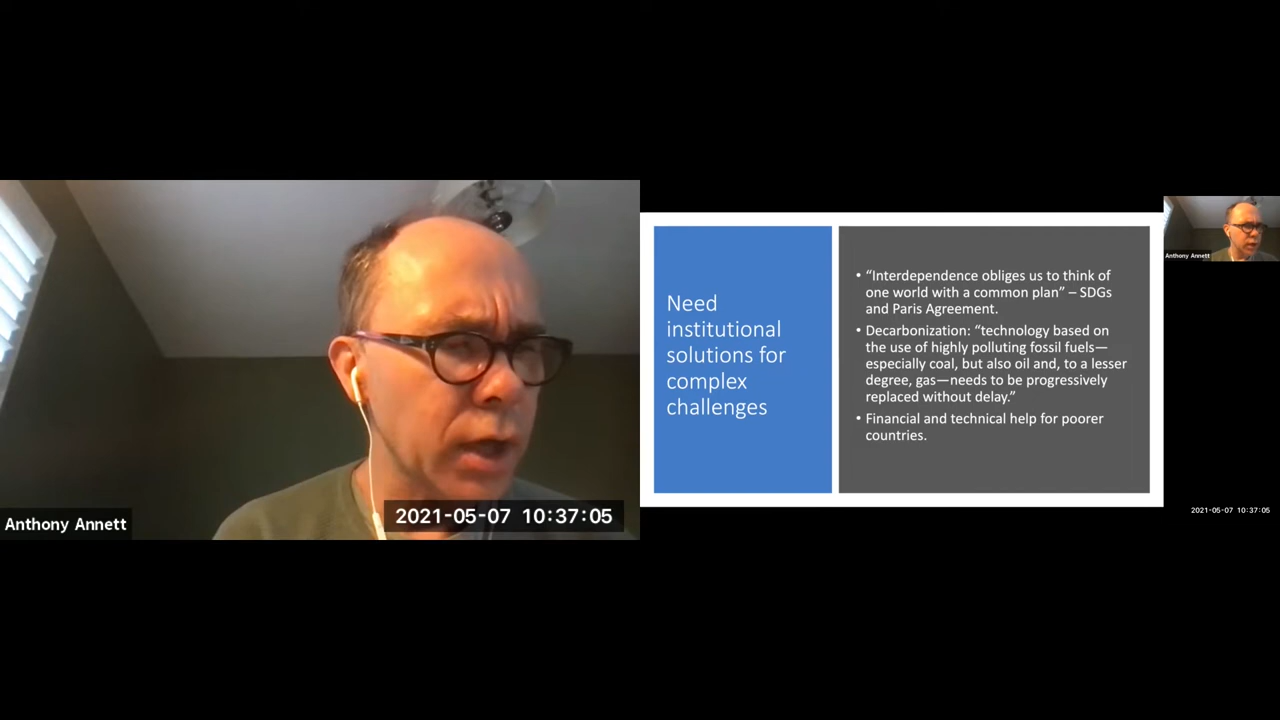 Anthony Annett
2021-05-07 10:37:05
Need
institutional
solutions for
complex
challenges
• “Interdependence obliges us to think of
one world with a common plan” – SDGs
and Paris Agreement.
• Decarbonization: “technology based on
the use of highly polluting fossil fuels—
especially coal, but also oil and, to a lesser
degree, gas—needs to be progressively
replaced without delay.”
• Financial and technical help for poorer
countries.
Anthony Annett
2021-05-07 10:37:05